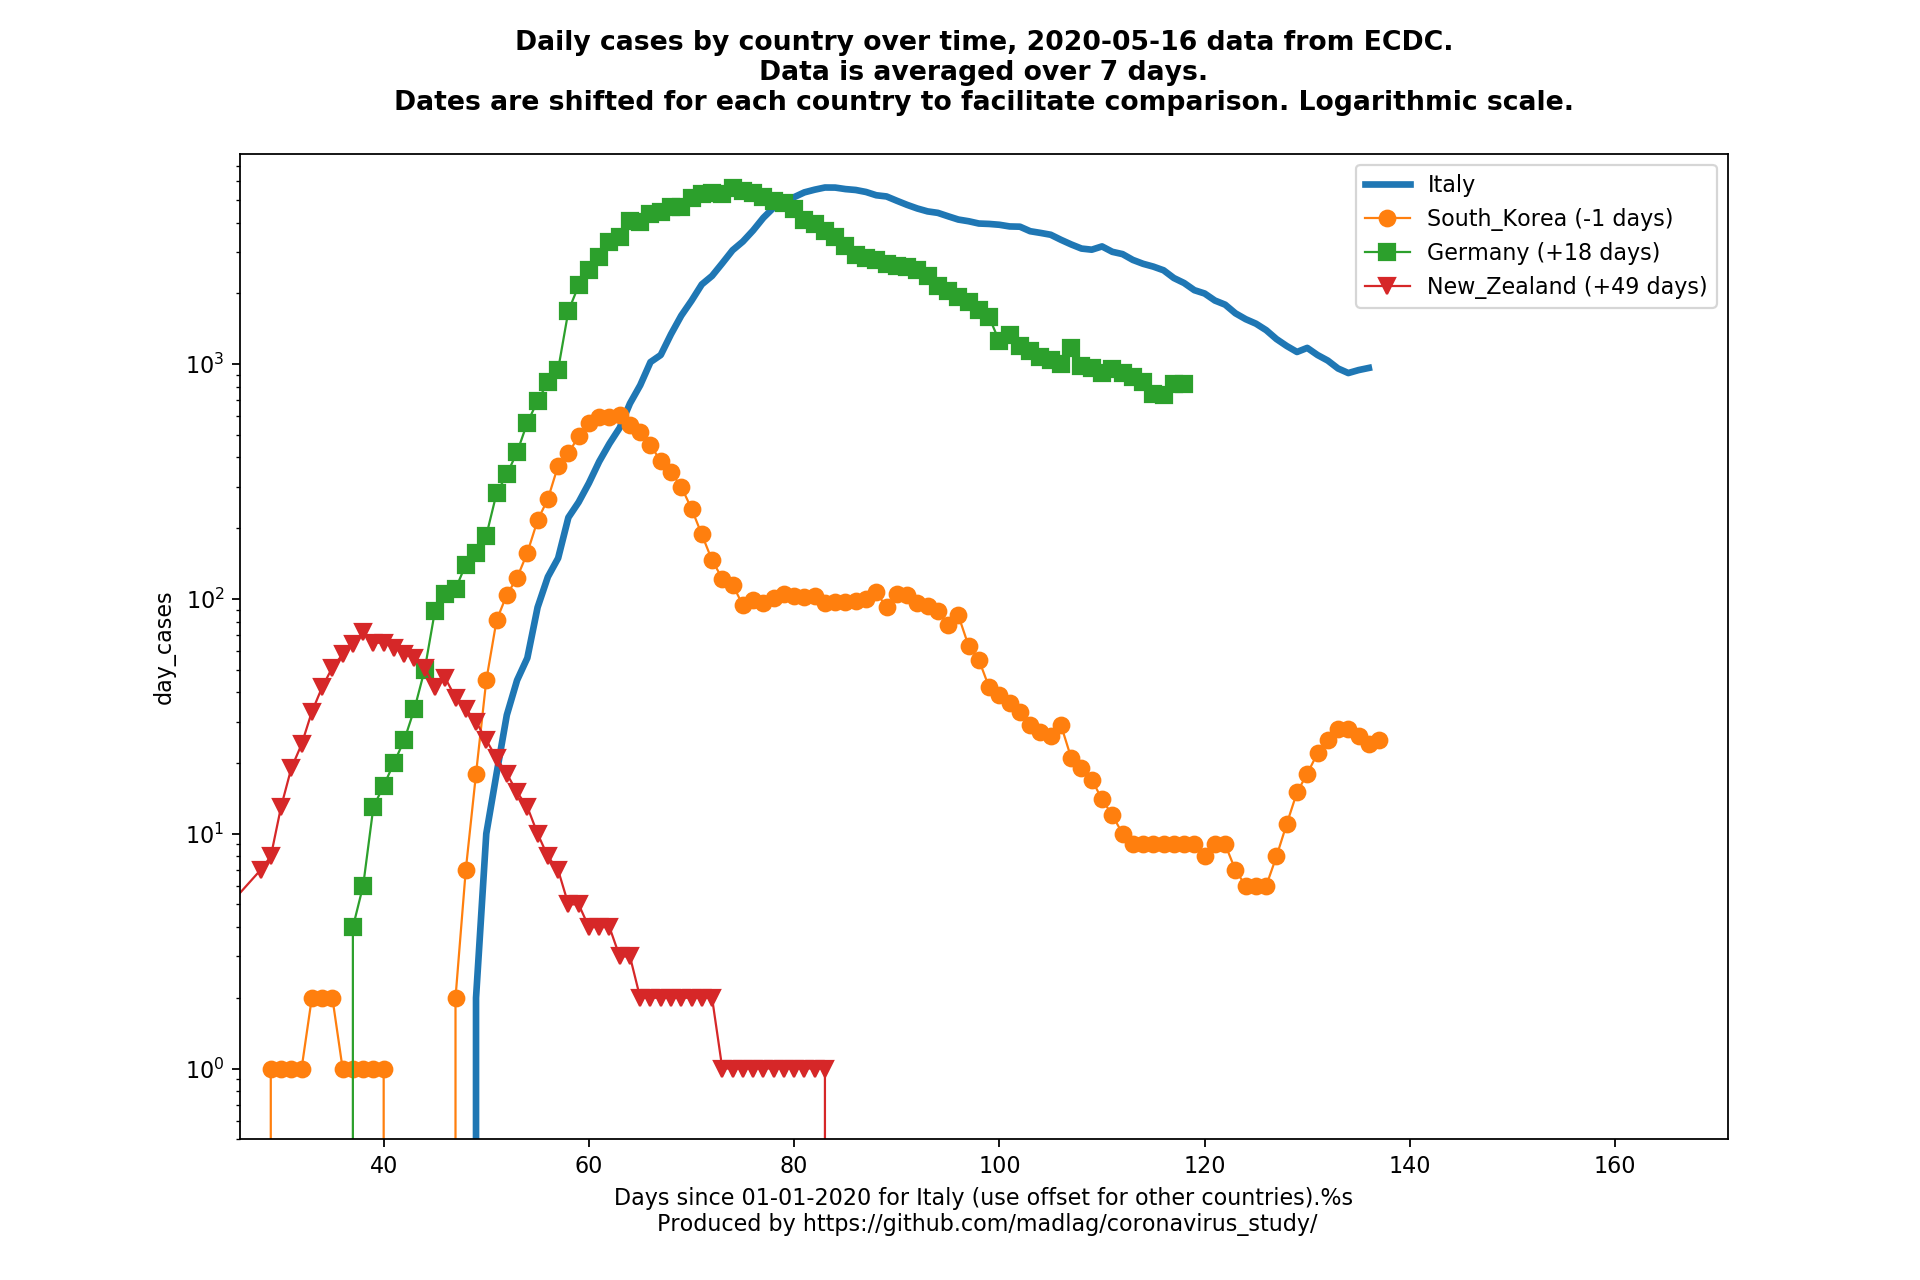 Daily cases by country over time, 2020-05-16 data from ECDC.
Data is averaged over 7 days.
Dates are shifted for each country to facilitate comparison. Logarithmic scale.
Italy
South_Korea (-1 days)
Germany (+18 days)
New_Zealand (+49 days)
day_cases
10³
10²
10¹
10⁰
40 60 80 100 120 140 160
Days since 01-01-2020 for Italy (use offset for other countries).%s
Produced by https://github.com/madlag/coronavirus_study/